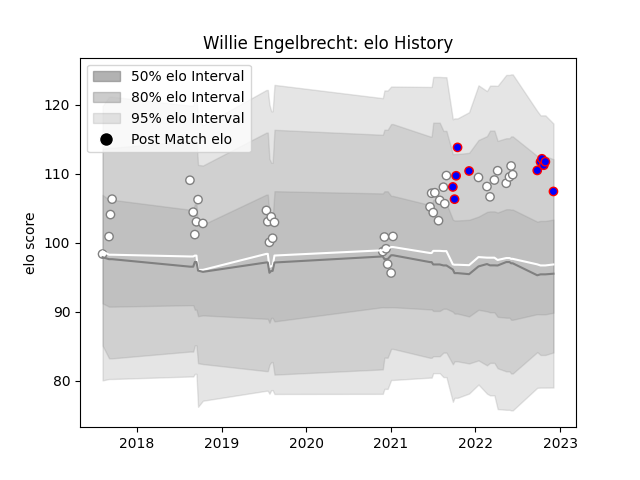 Willie Engelbrecht: elo History
50% elo Interval
80% elo Interval
95% elo Interval
Post Match elo
elo score
120
110
100
90
80
2018 2019 2020 2021 2022 2023